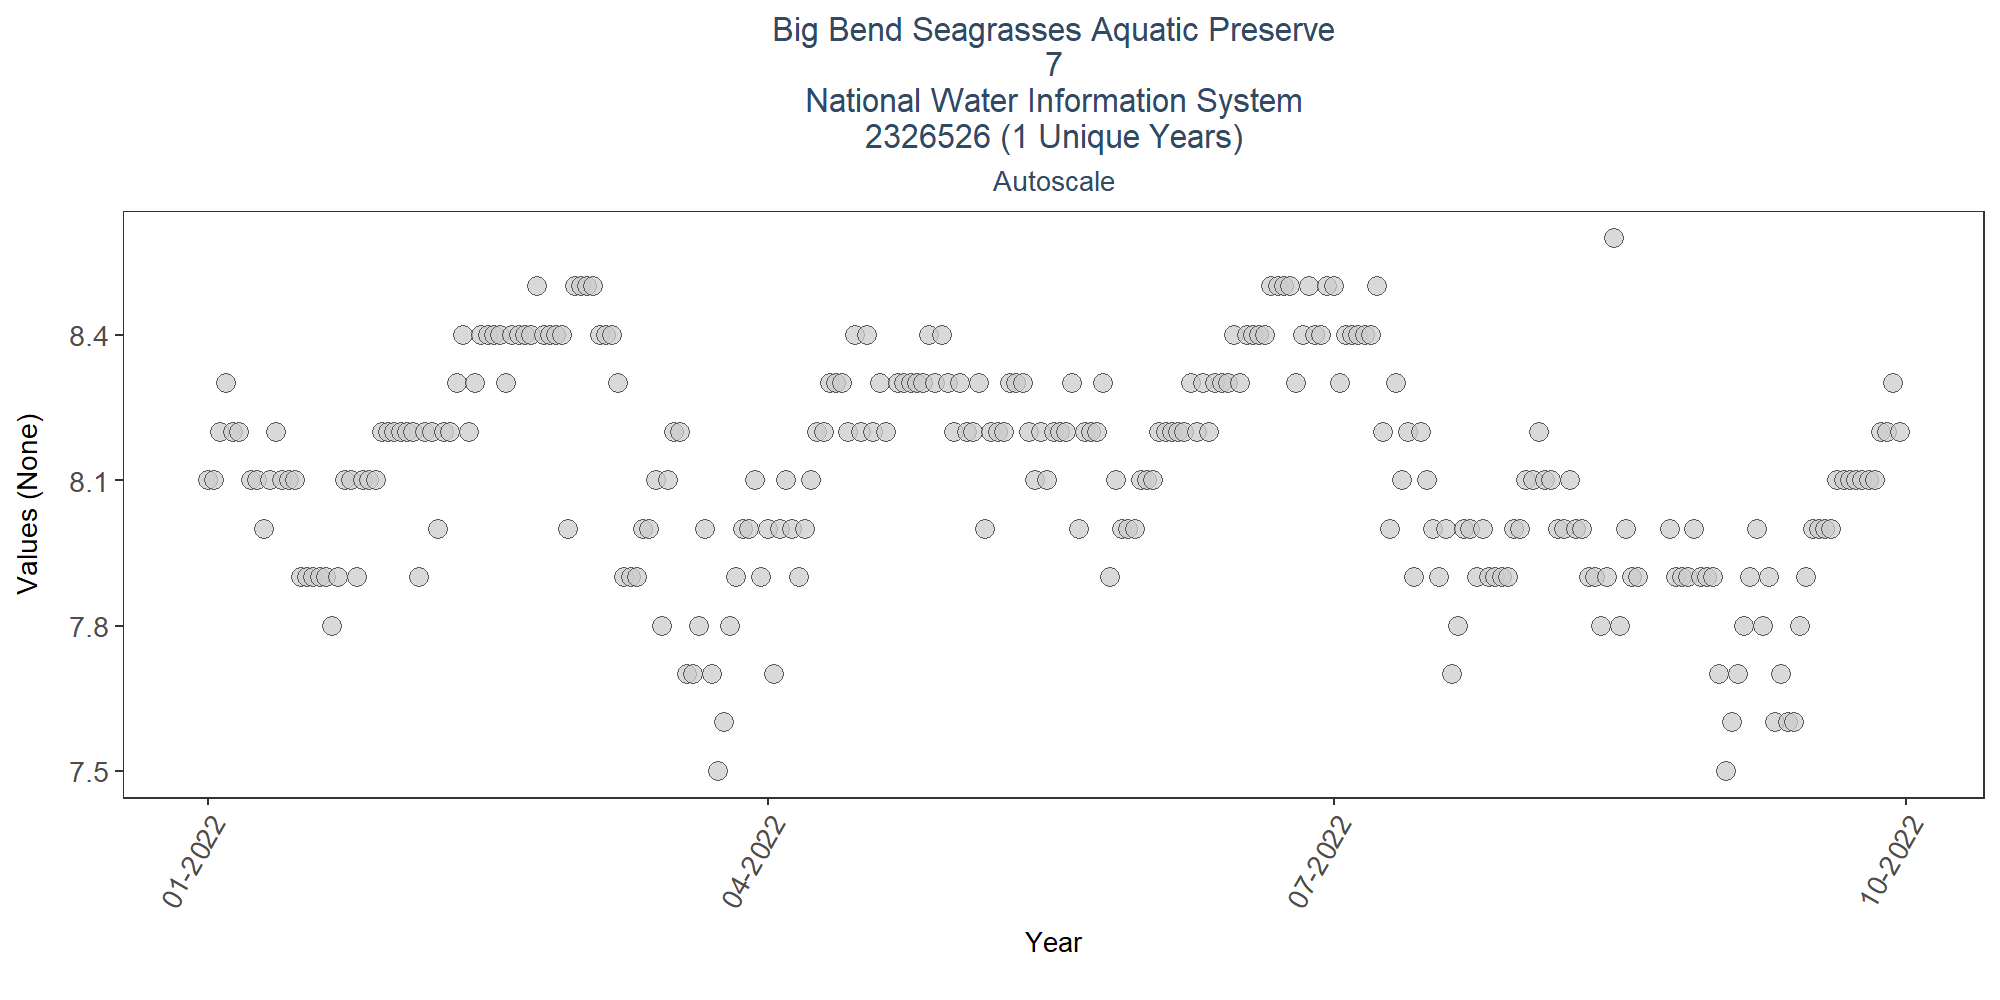 Big Bend Seagrasses Aquatic Preserve
7
National Water Information System
2326526 (1 Unique Years)
Autoscale
Values (None)
8.4
8.1
7.8
7.5
01-2022
04-2022
07-2022
10-2022
Year